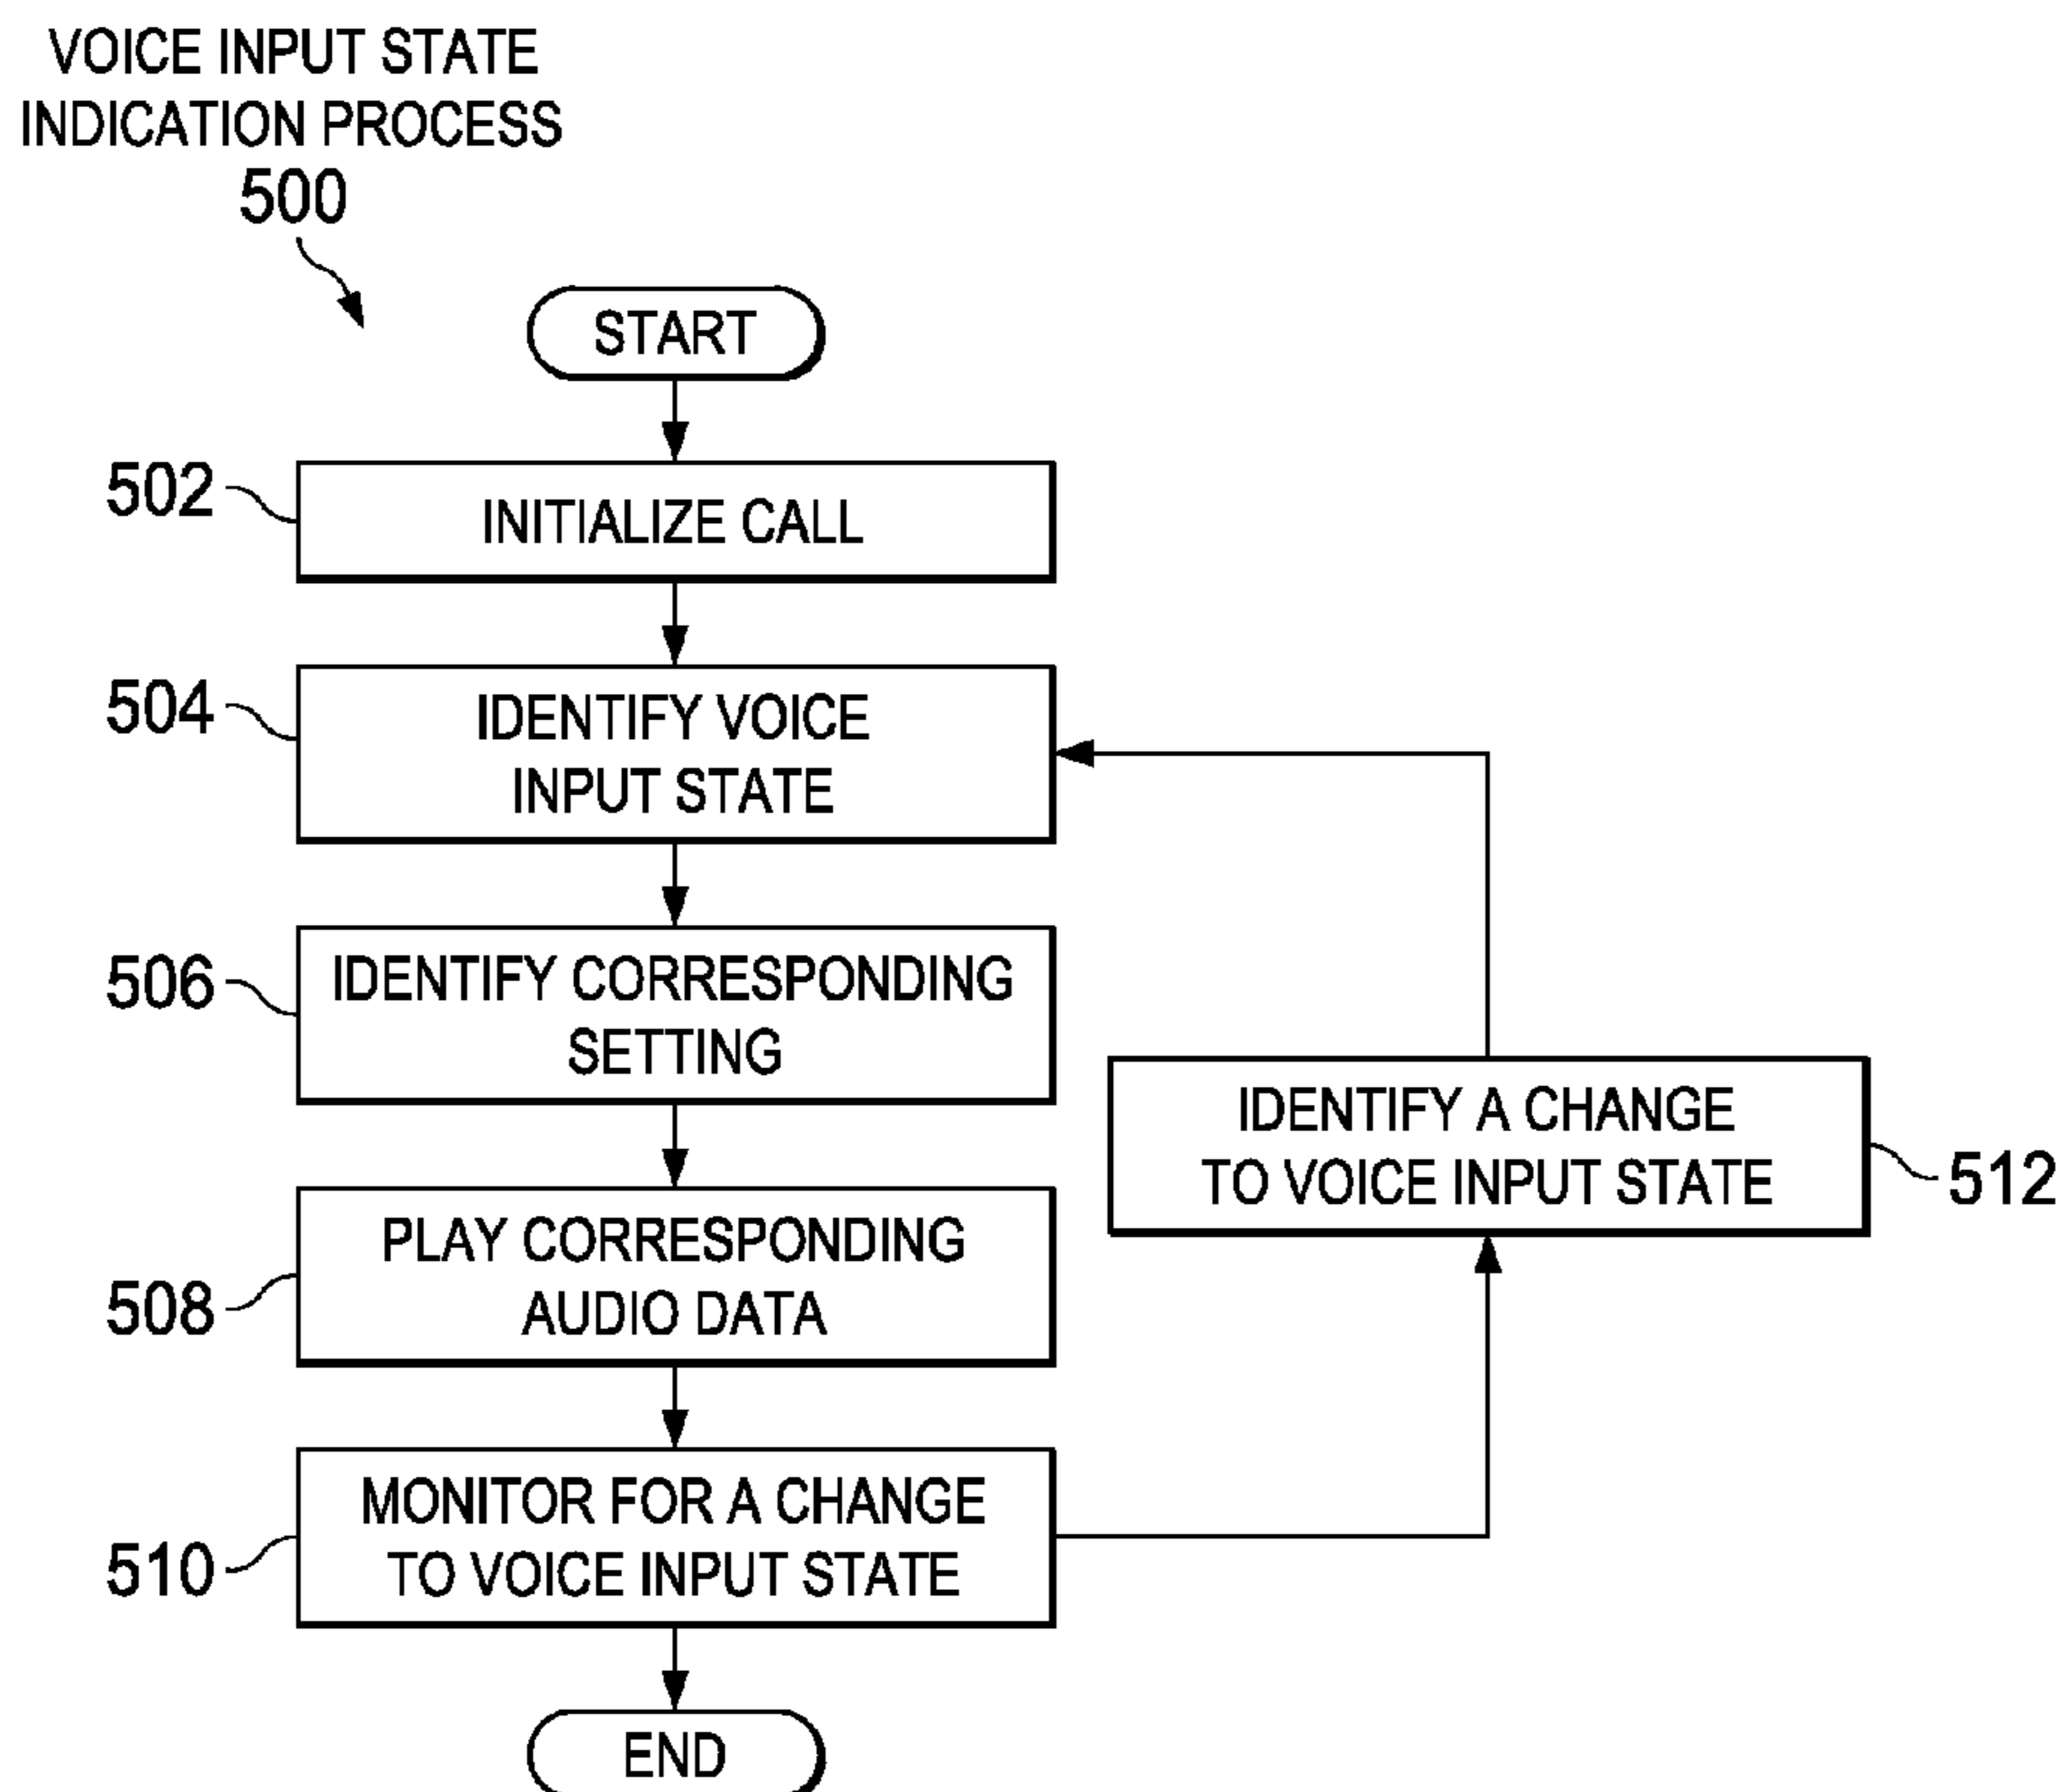 VOICE INPUT STATE
INDICATION PROCESS
500
START
502
INITIALIZE CALL
504
IDENTIFY VOICE
INPUT STATE
506
IDENTIFY CORRESPONDING
SETTING
508
PLAY CORRESPONDING
AUDIO DATA
510
MONITOR FOR A CHANGE
TO VOICE INPUT STATE
512
IDENTIFY A CHANGE
TO VOICE INPUT STATE
END